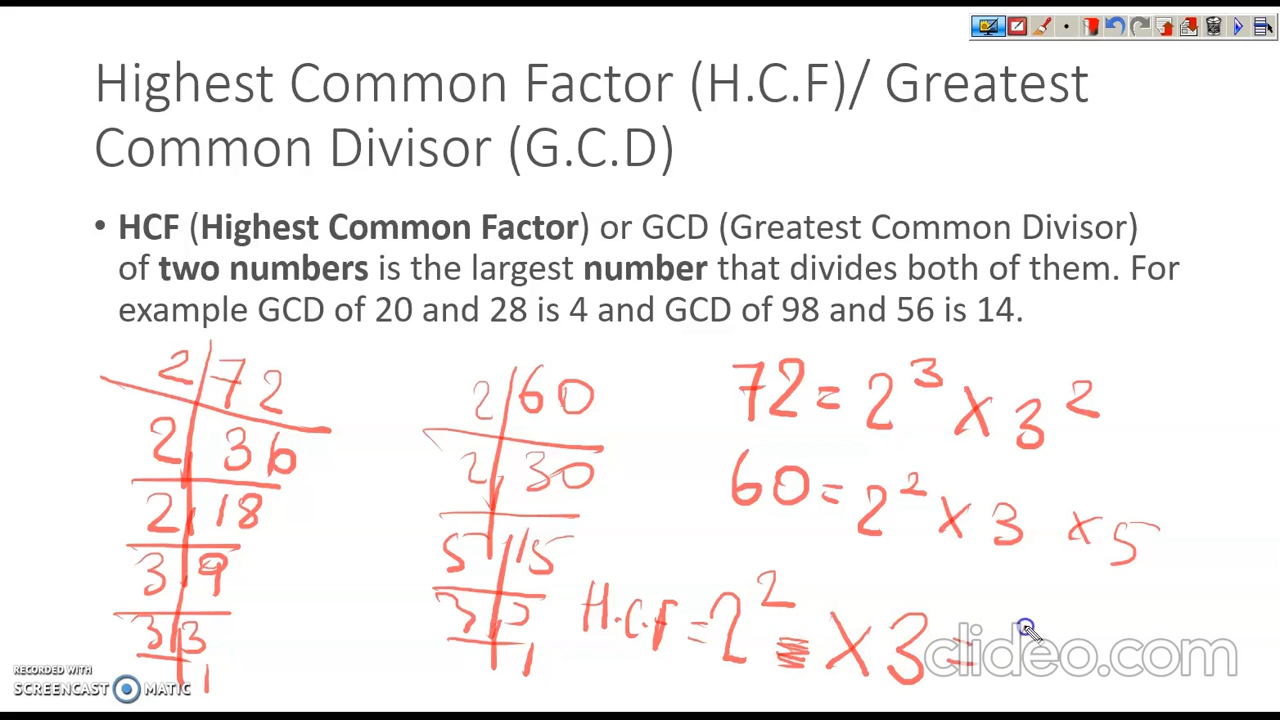 Highest Common Factor (H.C.F)/ Greatest
Common Divisor (G.C.D)
• HCF (Highest Common Factor) or GCD (Greatest Common Divisor)
of two numbers is the largest number that divides both of them. For
example GCD of 20 and 28 is 4 and GCD of 98 and 56 is 14.
2 72
2 36
2 18
3 9
3 3
1
2 60
2 30
5 15
3 3
1
72 = 2³ × 3²
60 = 2² × 3 × 5
H.C.F = 2² × 3 =
clideo.com
RECORDED WITH
SCREENCAST MATIC